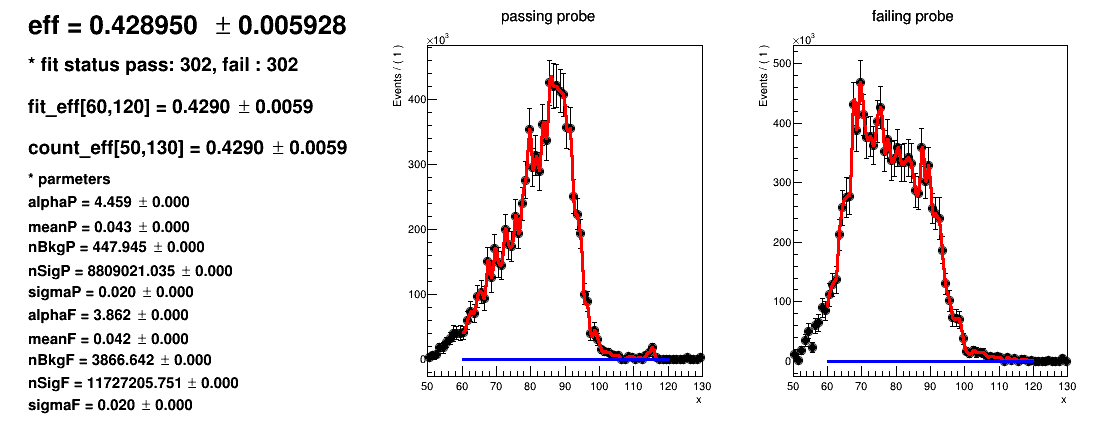 eff = 0.428950 ± 0.005928
* fit status pass: 302, fail : 302
fit_eff[60,120] = 0.4290 ± 0.0059
count_eff[50,130] = 0.4290 ± 0.0059
* parmeters
alphaP = 4.459 ± 0.000
meanP = 0.043 ± 0.000
nBkgP = 447.945 ± 0.000
nSigP = 8809021.035 ± 0.000
sigmaP = 0.020 ± 0.000
alphaF = 3.862 ± 0.000
meanF = 0.042 ± 0.000
nBkgF = 3866.642 ± 0.000
nSigF = 11727205.751 ± 0.000
sigmaF = 0.020 ± 0.000
passing probe
×10³
Events / ( 1 )
400
300
200
100
0
50 60 70 80 90 100 110 120 130
x
failing probe
×10³
Events / ( 1 )
500
400
300
200
100
0
50 60 70 80 90 100 110 120 130
x